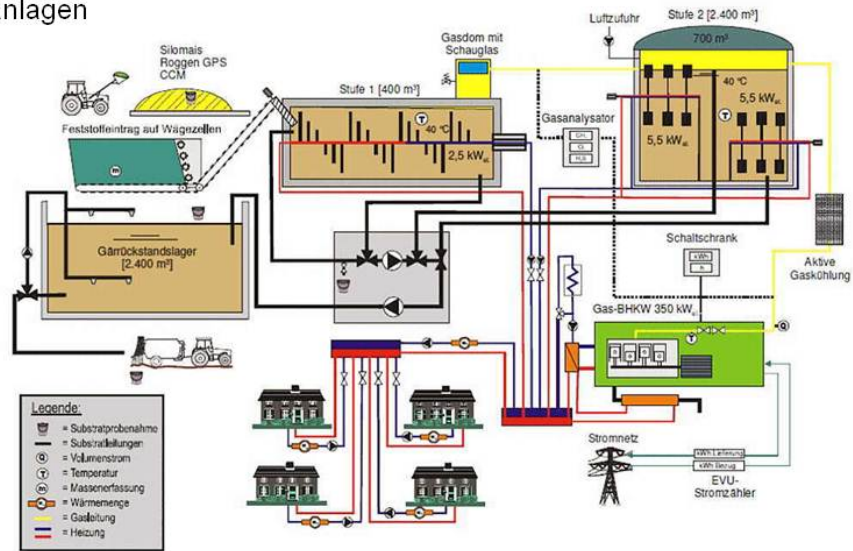 nlagen
Silomais
Roggen GPS
CCM
Feststoffeintrag auf Wägezellen
m
Gärrückstandslager
[2.400 m³]
Stufe 1 [400 m³]
T
40 °C
2,5 kWel.
Gasdom mit
Schauglas
Luftzufuhr
Stufe 2 [2.400 m³]
700 m³
40 °C
T
5,5 kWel.
5,5 kWel.
Gasanalysator
CH4
O2
H2S
Schaltschrank
kWh
h
Aktive
Gaskühlung
Gas-BHKW 350 kWel.
T
Q
Stromnetz
kWh Lieferung
kWh Bezug
EVU-
Stromzähler
Legende:
= Substratprobenahme
= Substratleitungen
Q = Volumenstrom
T = Temperatur
m = Massenerfassung
= Wärmemenge
= Gasleitung
= Heizung